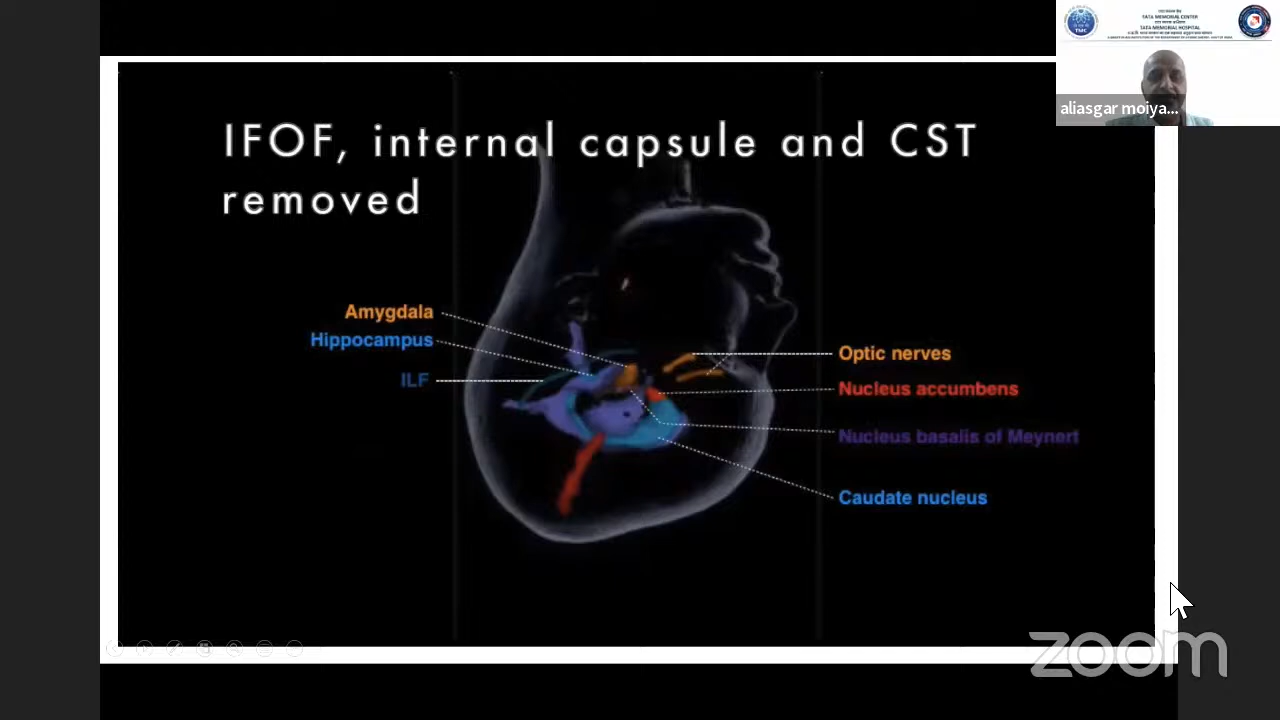 TATA MEMORIAL CENTER
TATA MEMORIAL HOSPITAL
TMC
aliasgar moiya...
IFOF, internal capsule and CST
removed
Amygdala
Hippocampus
ILF
Optic nerves
Nucleus accumbens
Nucleus basalis of Meynert
Caudate nucleus
zoom